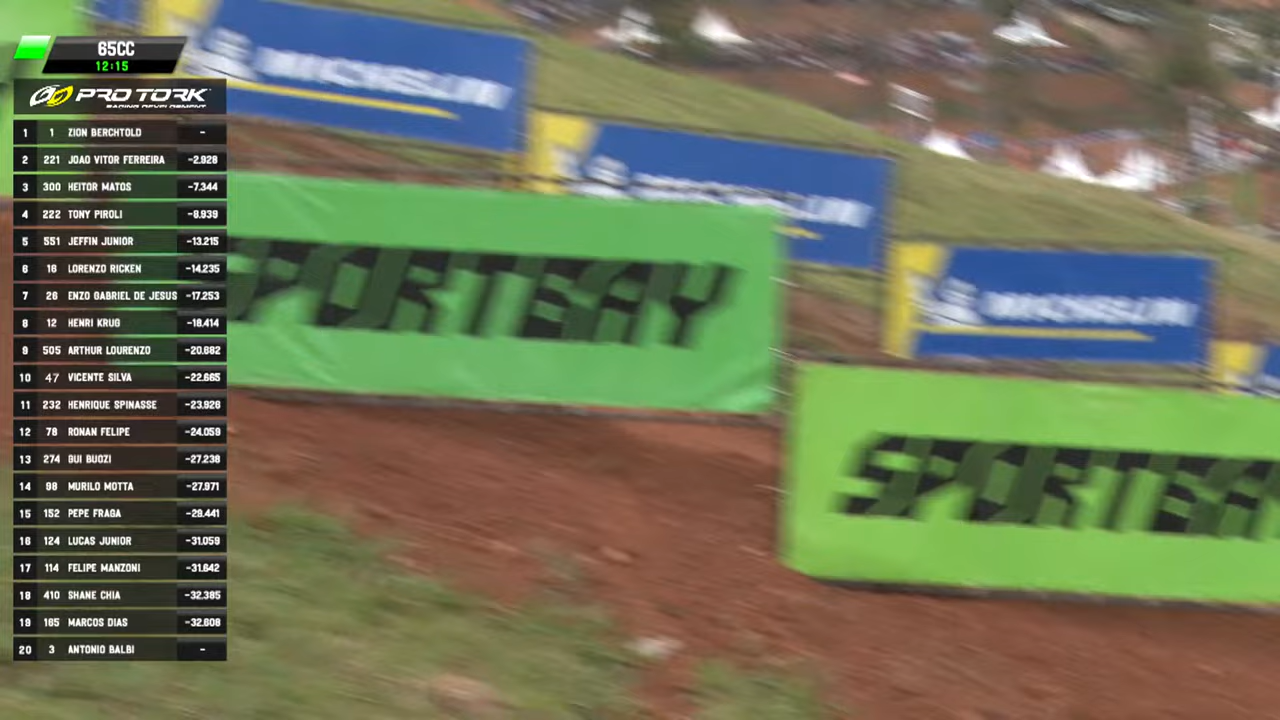 65CC
12:15
PRO TORK
RACING DEVELOPMENT
1 1 ZION BERCHTOLD -
2 221 JOAO VITOR FERREIRA -2.928
3 300 HEITOR MATOS -7.344
4 222 TONY PIROLI -8.939
5 551 JEFFIN JUNIOR -13.215
6 16 LORENZO RICKEN -14.235
7 26 ENZO GABRIEL DE JESUS -17.253
8 12 HENRI KRUG -18.414
9 505 ARTHUR LOURENZO -20.882
10 47 VICENTE SILVA -22.665
11 232 HENRIQUE SPINASSE -23.928
12 78 RONAN FELIPE -24.059
13 274 GUI BUOZI -27.238
14 98 MURILO MOTTA -27.971
15 152 PEPE FRAGA -29.441
16 124 LUCAS JUNIOR -31.059
17 114 FELIPE MANZONI -31.642
18 410 SHANE CHIA -32.385
19 165 MARCOS DIAS -32.608
20 3 ANTONIO BALBI -
MICHELIN
MICHELIN
MICHELIN
SPORTBAY
SPORTBAY